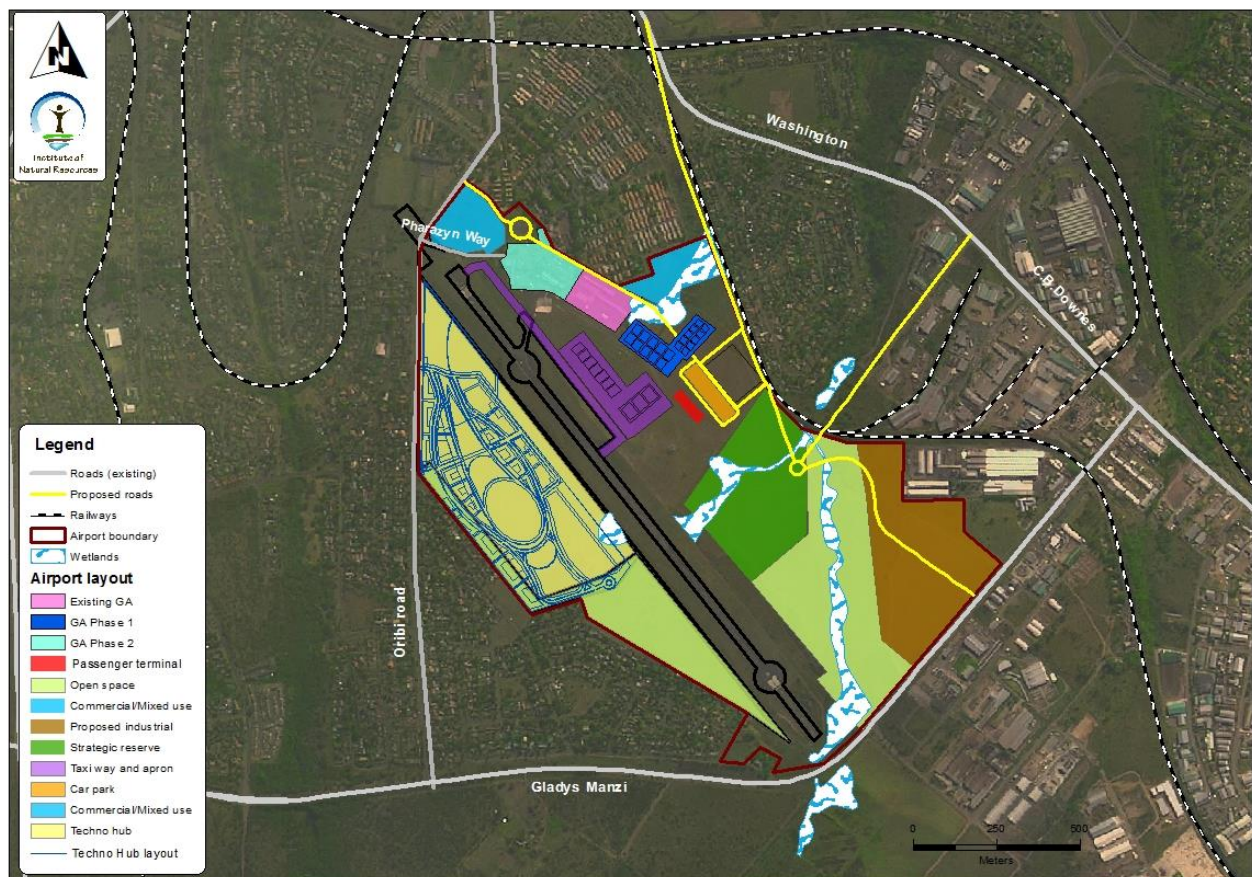 N
Institute of
Natural Resources
Washington
Pharazyn Way
C.B. Downes
Oribi road
Gladys Manzi
Legend
Roads (existing)
Proposed roads
Railways
Airport boundary
Wetlands
Airport layout
Existing GA
GA Phase 1
GA Phase 2
Passenger terminal
Open space
Commercial/Mixed use
Proposed industrial
Strategic reserve
Taxi way and apron
Car park
Commercial/Mixed use
Techno hub
Techno Hub layout
0 250 500
Meters